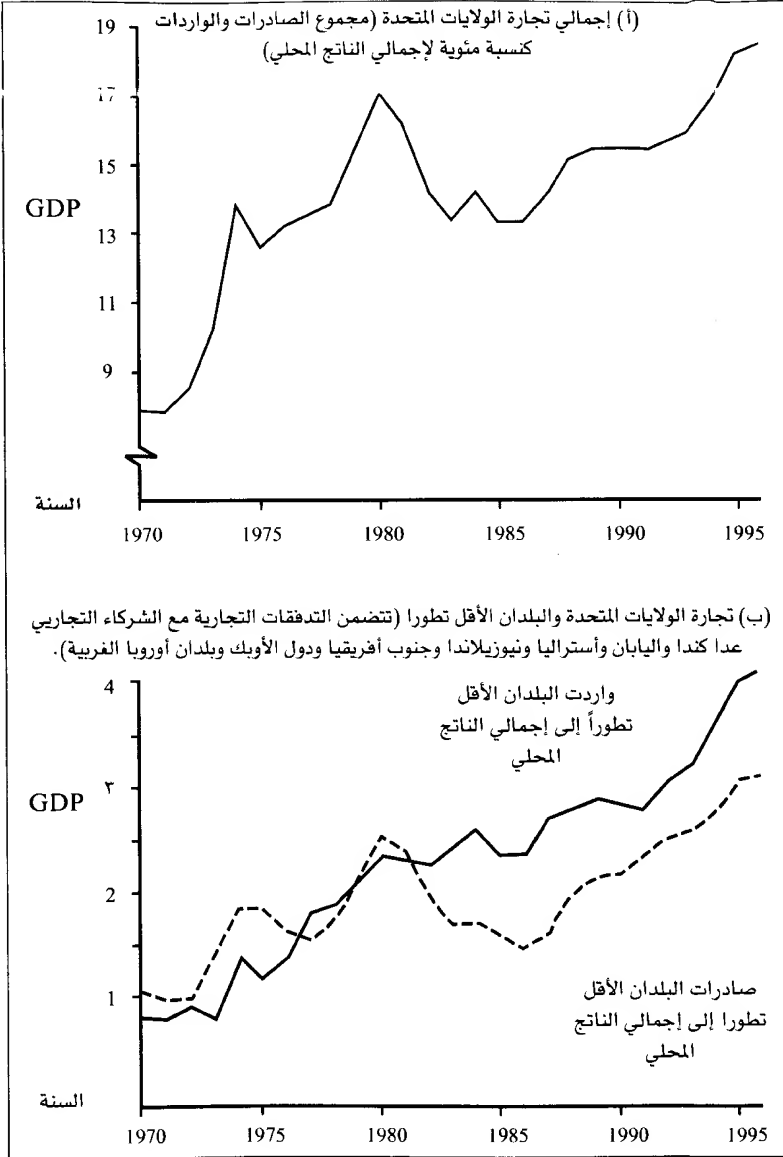 (أ) إجمالي تجارة الولايات المتحدة (مجموع الصادرات والواردات
كنسبة مئوية لإجمالي الناتج المحلي)
19
17
15
GDP
13
11
9
السنة
1970 1975 1980 1985 1990 1995
(ب) تجارة الولايات المتحدة والبلدان الأقل تطورا (تتضمن التدفقات التجارية مع الشركاء التجاريي
عدا كندا واليابان وأستراليا ونيوزيلاندا وجنوب أفريقيا ودول الأوبك وبلدان أوروبا الغربية).
4
واردت البلدان الأقل
تطوراً إلى إجمالي الناتج
المحلي
٣
GDP
2
1
صادرات البلدان الأقل
تطورا إلى إجمالي الناتج
المحلي
السنة
1970 1975 1980 1985 1990 1995